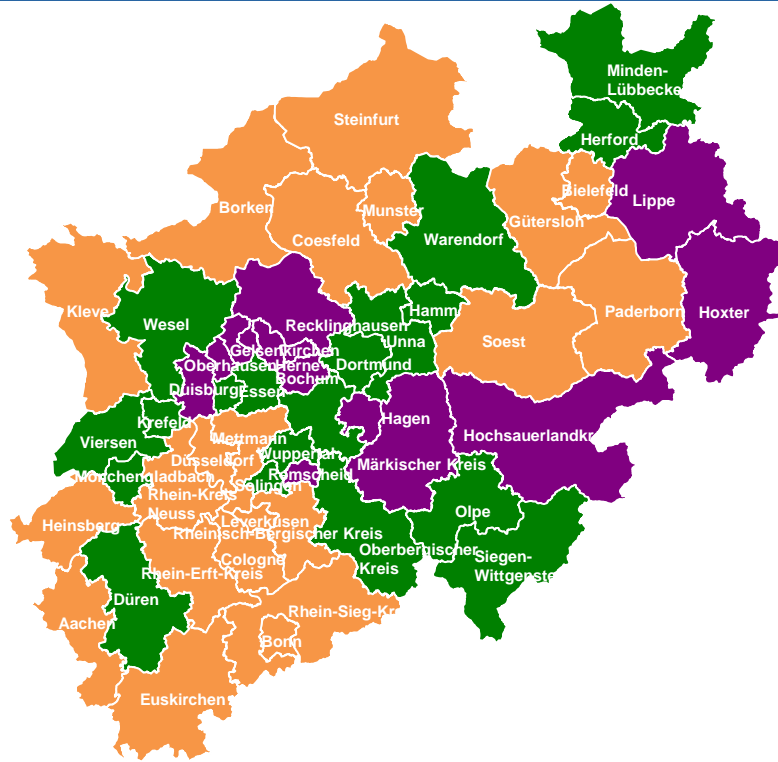 Minden-
Lübbecke
Steinfurt
Herford
Bielefeld
Lippe
Borken
Munster
Gütersloh
Coesfeld
Warendorf
Kleve
Hamm
Paderborn
Hoxter
Wesel
Recklinghausen
Unna
Soest
Gelsenkirchen
Oberhausen
Herne
Dortmund
Bochum
Duisburg
Essen
Krefeld
Hagen
Viersen
Mettmann
Hochsauerlandkr
Wuppertal
Düsseldorf
Märkischer Kreis
Mönchengladbach
Remscheid
Solingen
Rhein-Kreis
Neuss
Olpe
Heinsberg
Leverkusen
Rheinisch-Bergischer Kreis
Oberbergischer
Kreis
Siegen-
Wittgenste
Cologne
Rhein-Erft-Kreis
Düren
Rhein-Sieg-Kre
Aachen
2
Bonn
Euskirchen